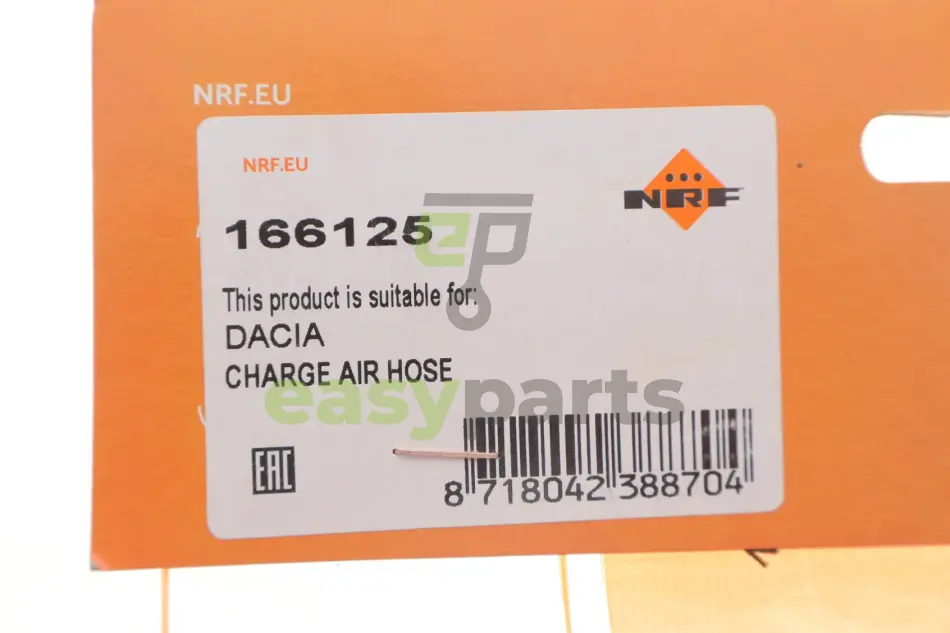 NRF.EU
NRF.EU
NRF
166125
This product is suitable for:
DACIA
CHARGE AIR HOSE
easyparts
EAC
8 718042 388704